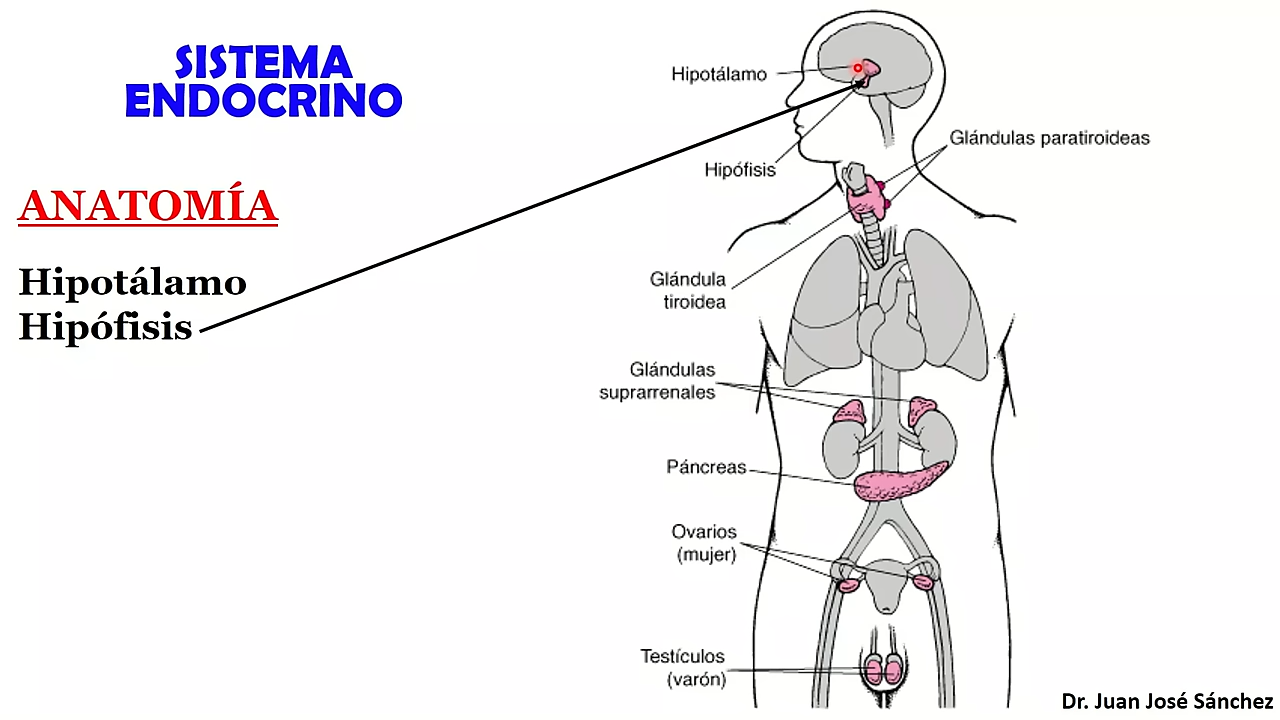 SISTEMA
ENDOCRINO
ANATOMÍA
Hipotálamo
Hipófisis
Hipotálamo
Hipófisis
Glándulas paratiroideas
Glándula
tiroidea
Glándulas
suprarrenales
Páncreas
Ovarios
(mujer)
Testículos
(varón)
Dr. Juan José Sánchez